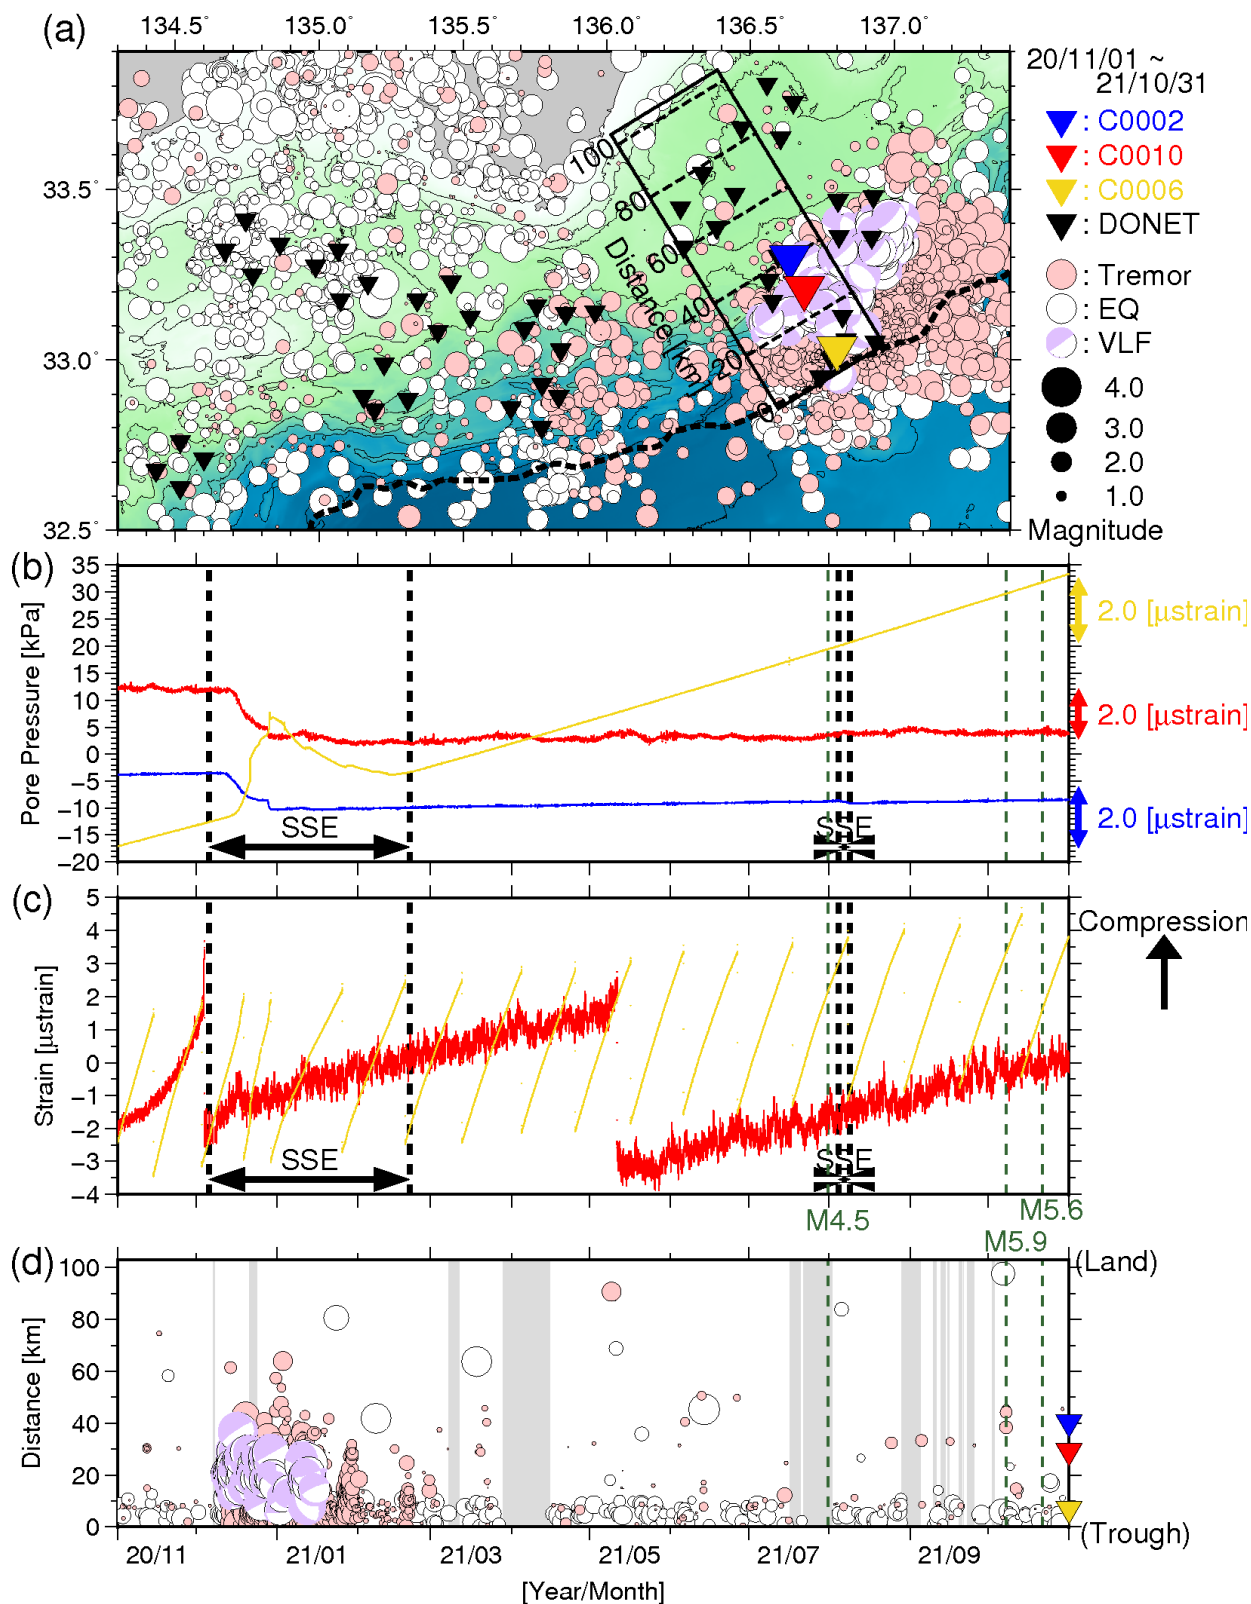 (a)
134.5° 135.0° 135.5° 136.0° 136.5° 137.0°
20/11/01 ~
21/10/31
: C0002
: C0010
: C0006
: DONET
: Tremor
: EQ
: VLF
4.0
3.0
2.0
1.0
Magnitude
33.5°
33.0°
32.5°
100
80
60
40
20
0
Distance [km]
(b)
Pore Pressure [kPa]
35
30
25
20
15
10
5
0
−5
−10
−15
−20
2.0 [μstrain]
2.0 [μstrain]
2.0 [μstrain]
SSE
SSE
(c)
Strain [μstrain]
5
4
3
2
1
0
−1
−2
−3
−4
Compression
SSE
SSE
M4.5
M5.9
M5.6
(d)
Distance [km]
100
80
60
40
20
0
(Land)
(Trough)
20/11 21/01 21/03 21/05 21/07 21/09
[Year/Month]